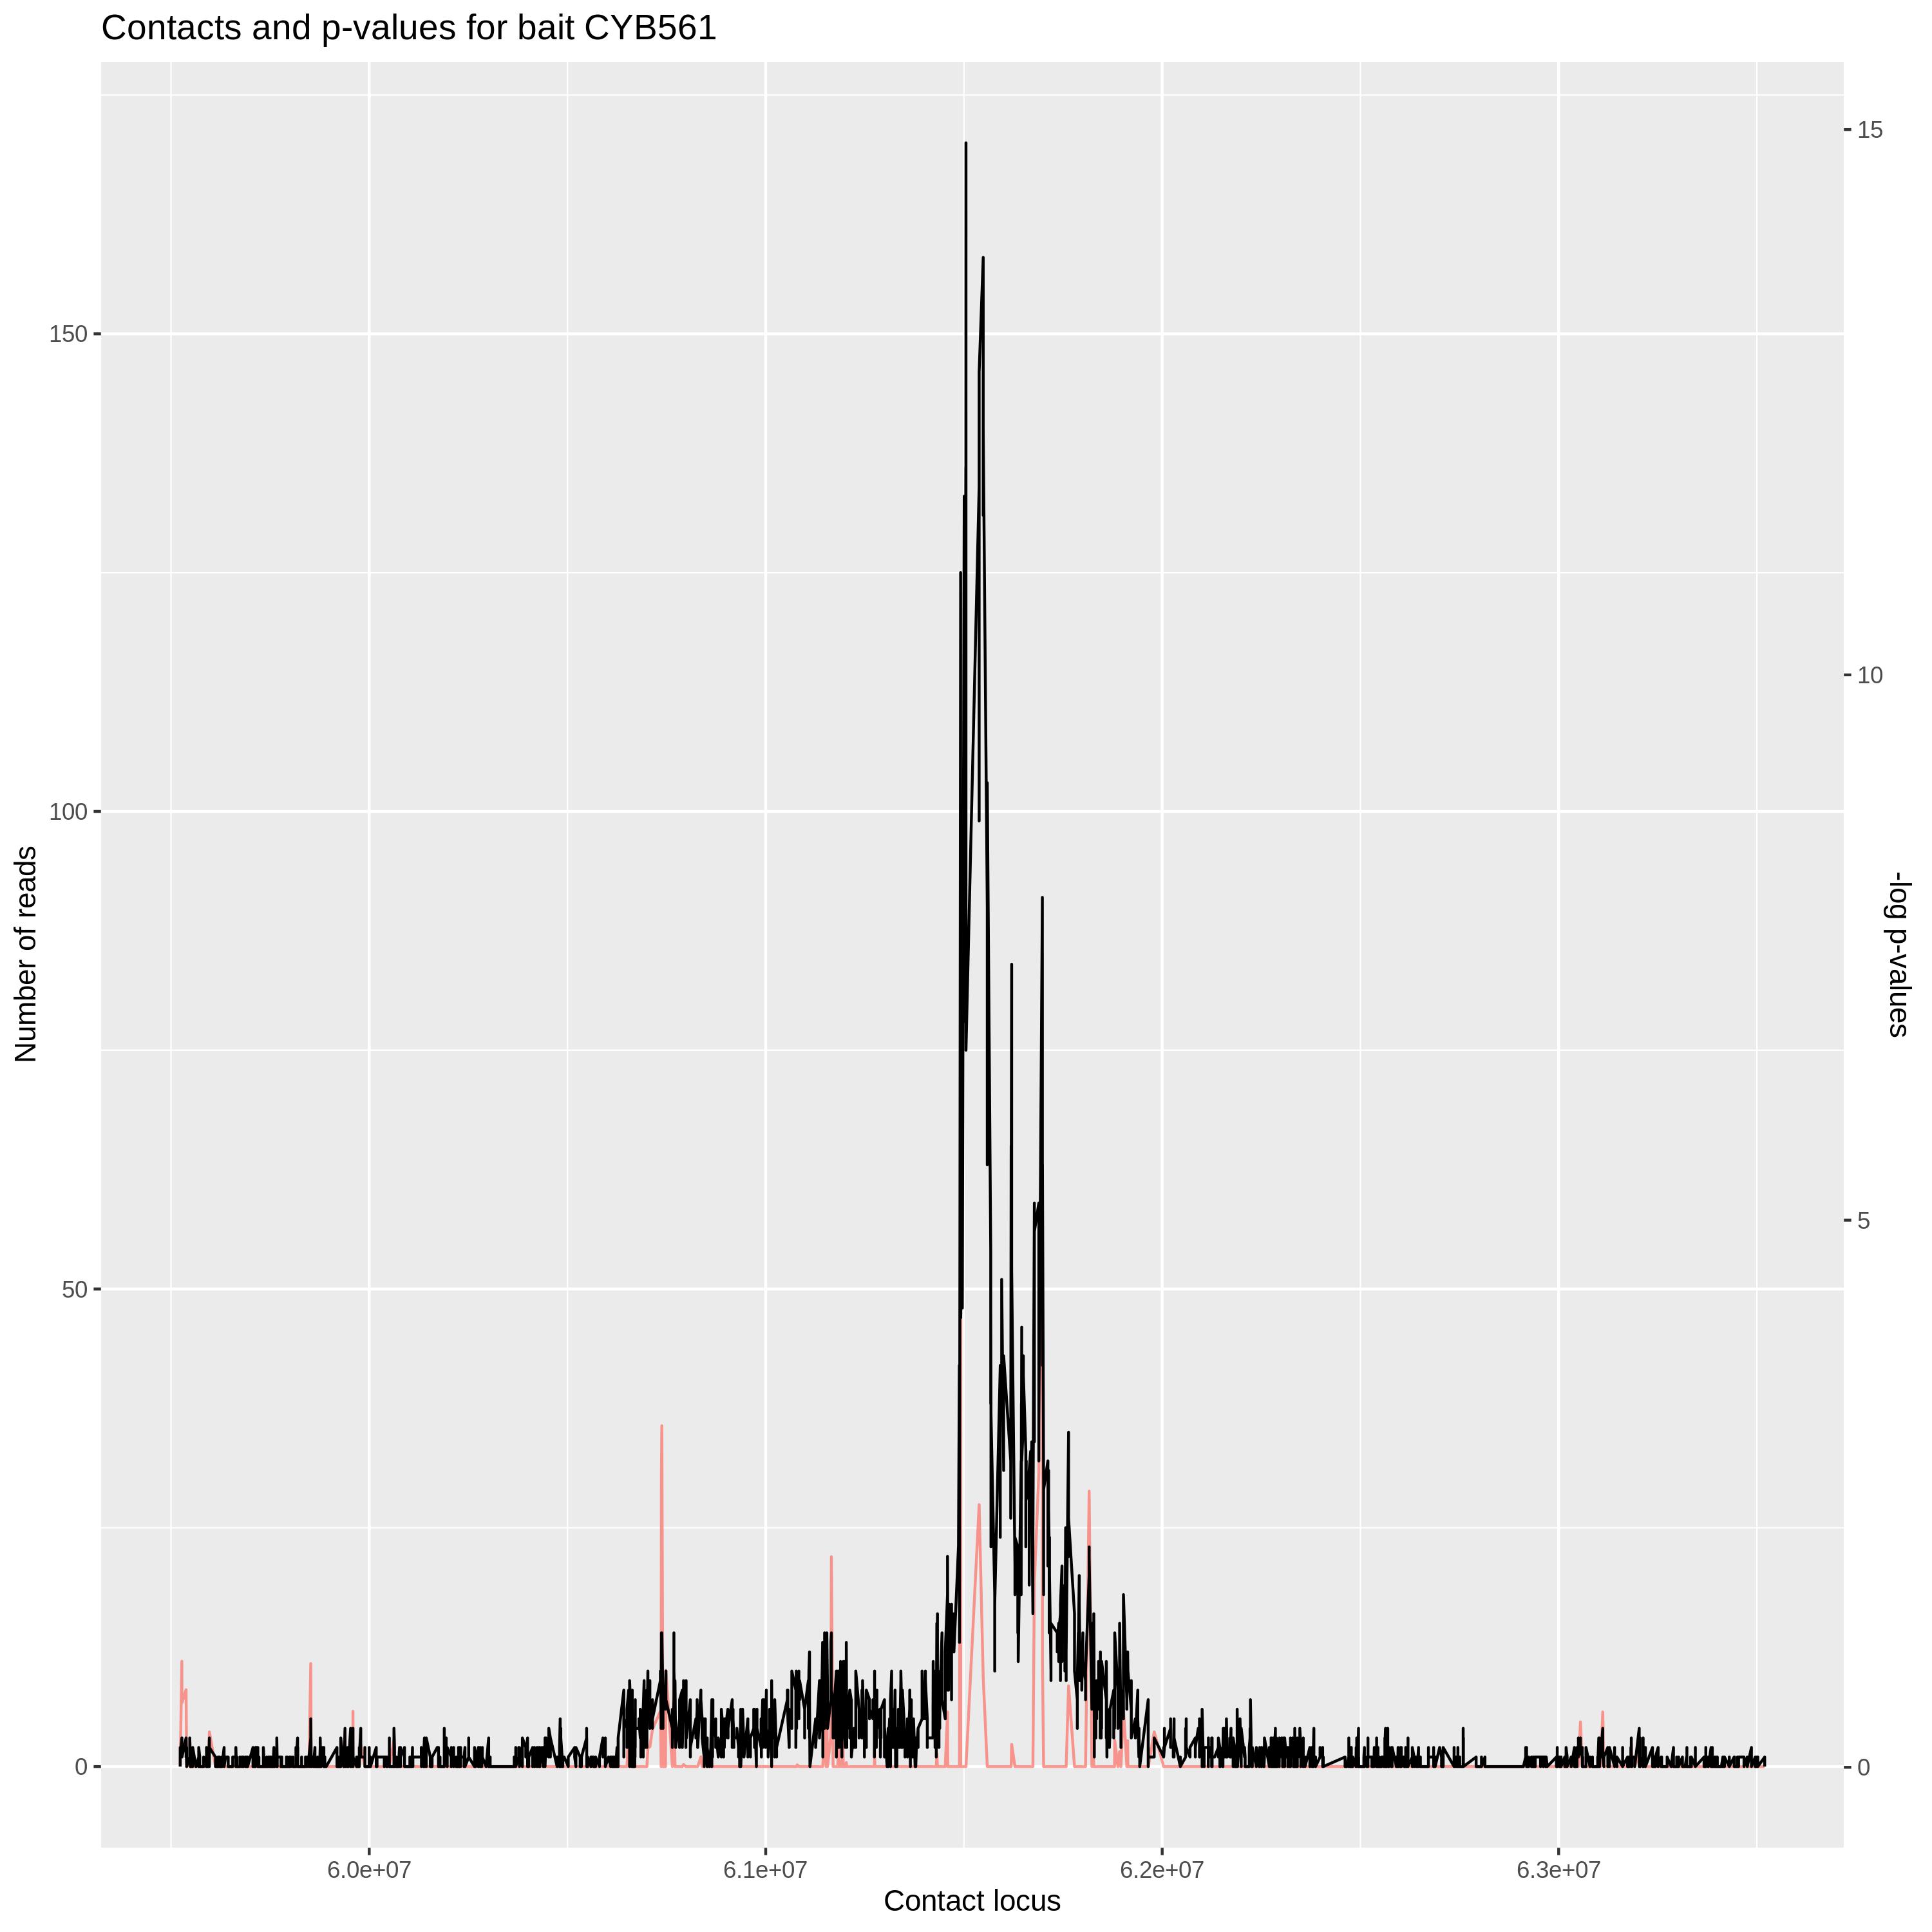 Contacts and p-values for bait CYB561
Number of reads
150
100
50
0
15
10
5
0
-log p-values
6.0e+07
6.1e+07
6.2e+07
6.3e+07
Contact locus